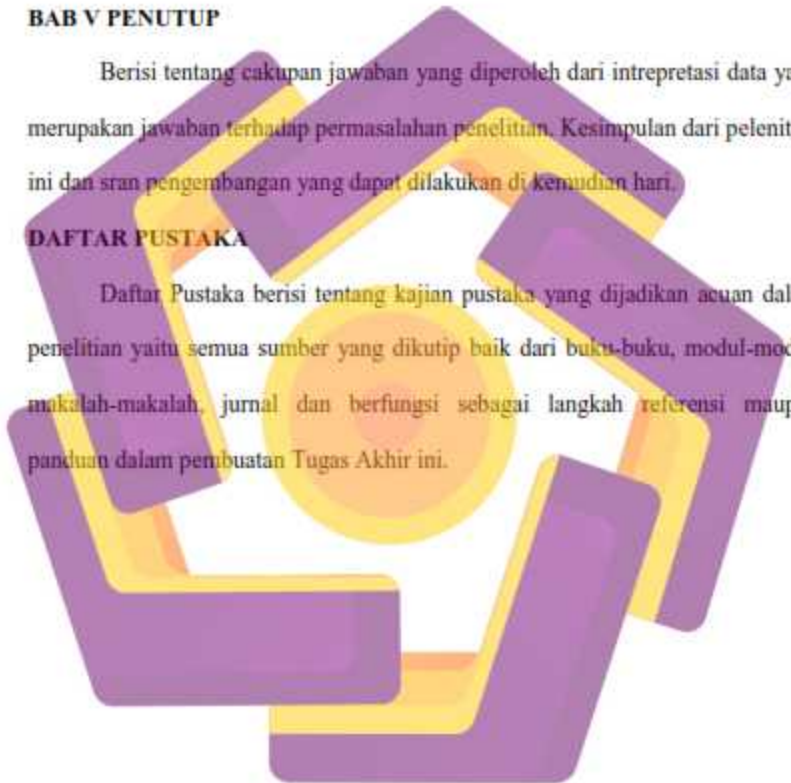 BAB V PENUTUP
Berisi tentang cakupan jawaban yang diperoleh dari intrepretasi data ya
merupakan jawaban terhadap permasalahan penelitian. Kesimpulan dari pelenit
ini dan sran pengembangan yang dapat dilakukan di kemudian hari.
DAFTAR PUSTAKA
Daftar Pustaka berisi tentang kajian pustaka yang dijadikan acuan dal
penelitian yaitu semua sumber yang dikutip baik dari buku-buku, modul-mod
makalah-makalah, jurnal dan berfungsi sebagai langkah referensi maup
panduan dalam pembuatan Tugas Akhir ini.